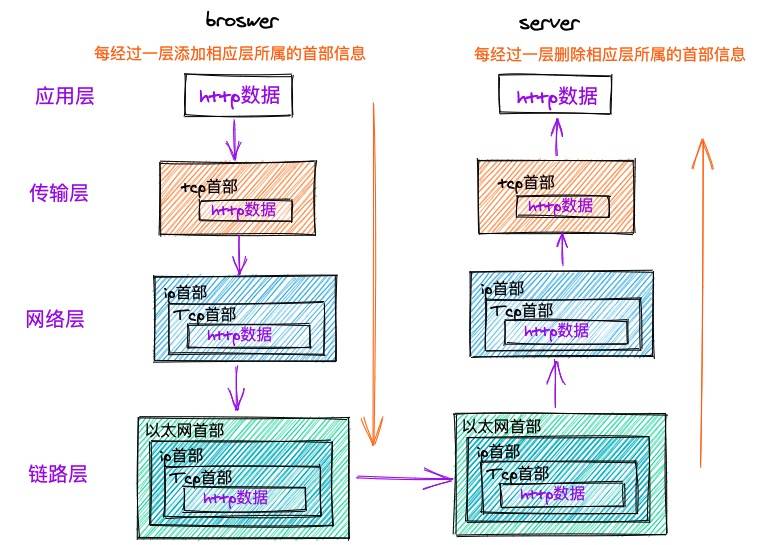 broswer
server
每经过一层添加相应层所属的首部信息
每经过一层删除相应层所属的首部信息
应用层
http数据
http数据
传输层
tcp首部
http数据
tcp首部
http数据
网络层
ip首部
Tcp首部
http数据
ip首部
Tcp首部
http数据
链路层
以太网首部
ip首部
Tcp首部
http数据
以太网首部
ip首部
Tcp首部
http数据